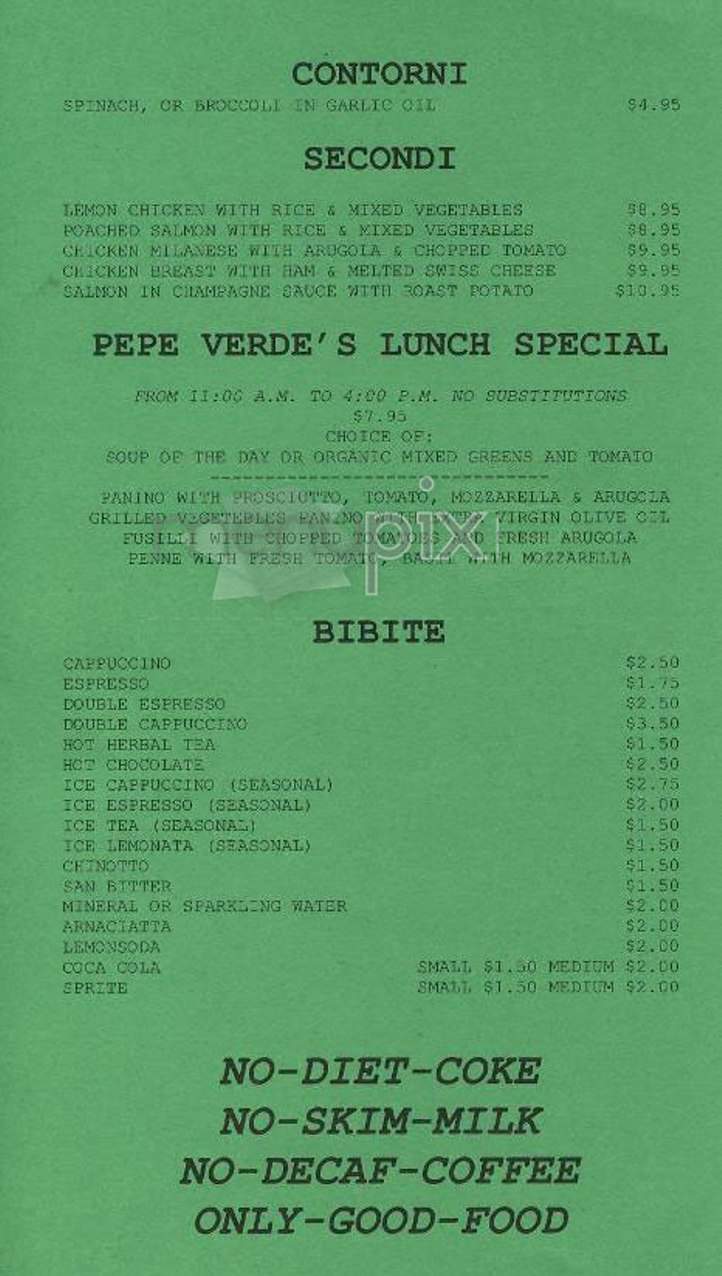 CONTORNI
SPINACH, OR BROCCOLI IN GARLIC OIL $4.95
SECONDI
LEMON CHICKEN WITH RICE & MIXED VEGETABLES $8.95
POACHED SALMON WITH RICE & MIXED VEGETABLES $8.95
CHICKEN MILANESE WITH ARUGOLA & CHOPPED TOMATO $9.95
CHICKEN BREAST WITH HAM & MELTED SWISS CHEESE $9.95
SALMON IN CHAMPAGNE SAUCE WITH ROAST POTATO $10.95
PEPE VERDE'S LUNCH SPECIAL
FROM 11:00 A.M. TO 4:00 P.M. NO SUBSTITUTIONS
$7.95
CHOICE OF:
SOUP OF THE DAY OR ORGANIC MIXED GREENS AND TOMATO
-------------------------------
PANINO WITH PROSCIUTTO, TOMATO, MOZZARELLA & ARUGOLA
GRILLED VEGETEBLES PANINO WITH EXTRA VIRGIN OLIVE OIL
pix
FUSILLI WITH CHOPPED TOMATOES AND FRESH ARUGOLA
PENNE WITH FRESH TOMATO, BASIL WITH MOZZARELLA
BIBITE
CAPPUCCINO $2.50
ESPRESSO $1.75
DOUBLE ESPRESSO $2.50
DOUBLE CAPPUCCINO $3.50
HOT HERBAL TEA $1.50
HOT CHOCOLATE $2.50
ICE CAPPUCCINO (SEASONAL) $2.75
ICE ESPRESSO (SEASONAL) $2.00
ICE TEA (SEASONAL) $1.50
ICE LEMONATA (SEASONAL) $1.50
CHINOTTO $1.50
SAN BITTER $1.50
MINERAL OR SPARKLING WATER $2.00
ARNACIATTA $2.00
LEMONSODA $2.00
COCA COLA SMALL $1.50 MEDIUM $2.00
SPRITE SMALL $1.50 MEDIUM $2.00
NO-DIET-COKE
NO-SKIM-MILK
NO-DECAF-COFFEE
ONLY-GOOD-FOOD